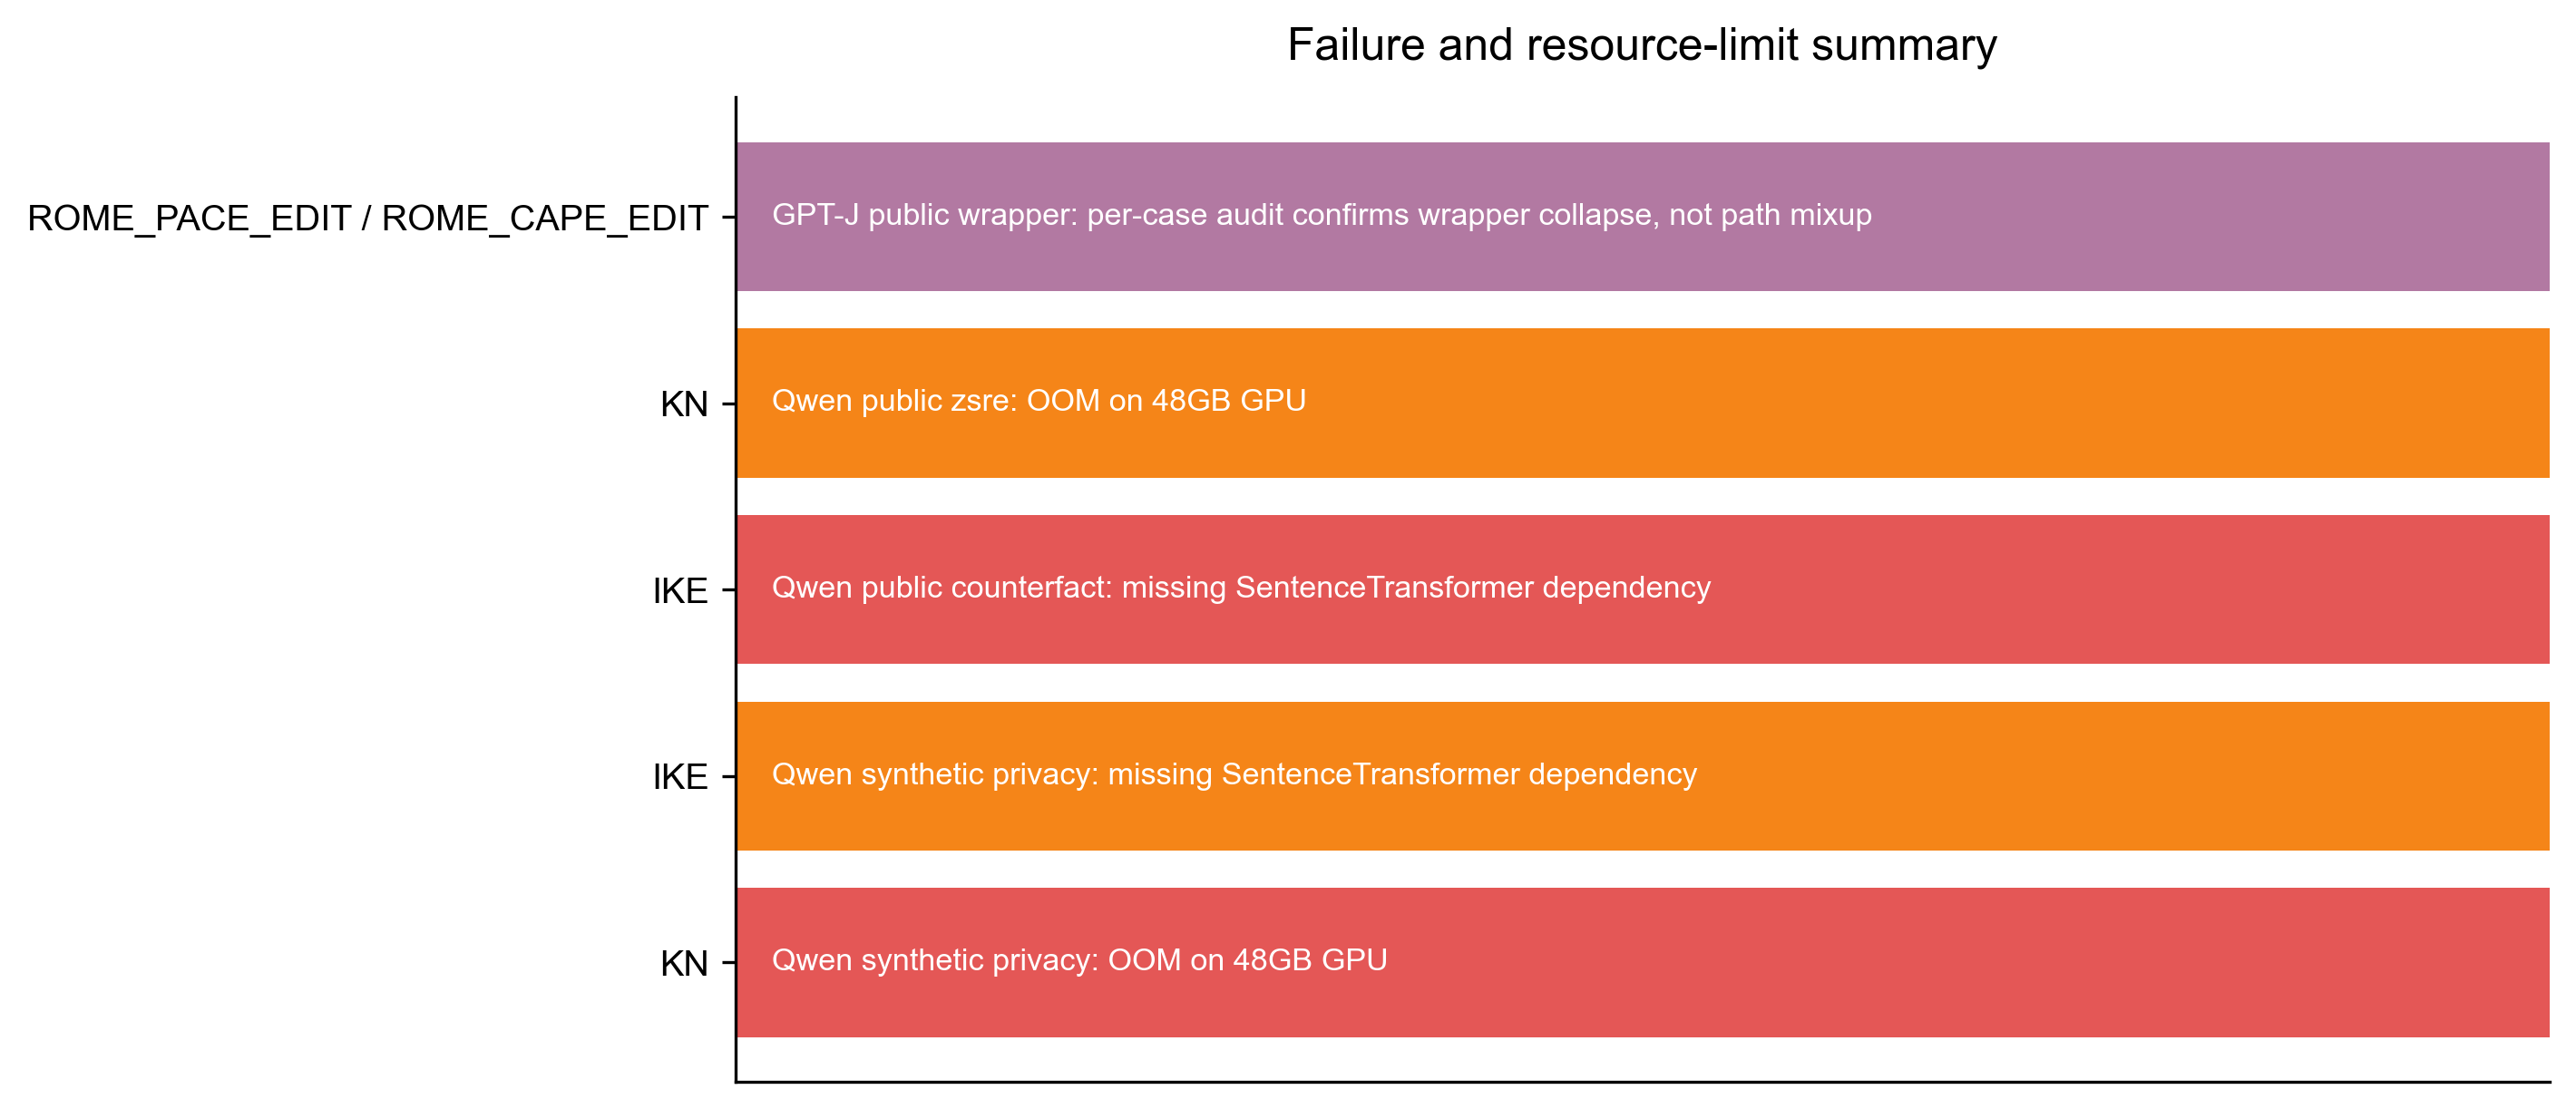 Failure and resource-limit summary
ROME_PACE_EDIT / ROME_CAPE_EDIT
GPT-J public wrapper: per-case audit confirms wrapper collapse, not path mixup
KN
Qwen public zsre: OOM on 48GB GPU
IKE
Qwen public counterfact: missing SentenceTransformer dependency
IKE
Qwen synthetic privacy: missing SentenceTransformer dependency
KN
Qwen synthetic privacy: OOM on 48GB GPU